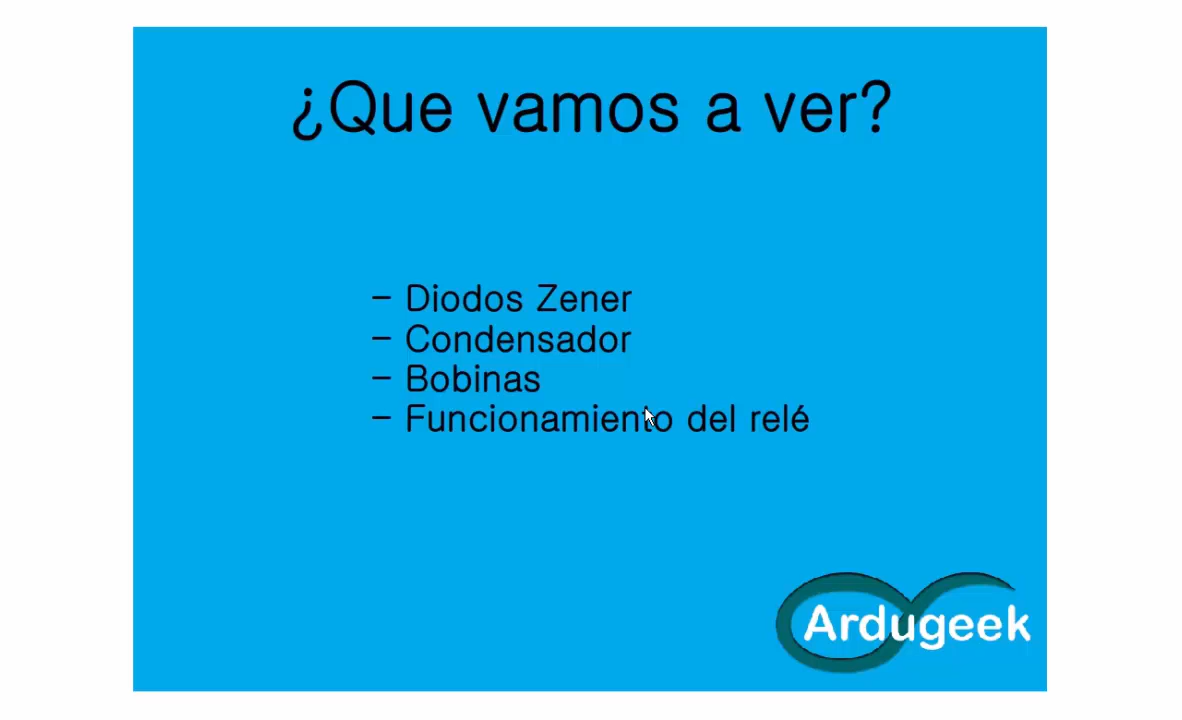 ¿Que vamos a ver?
- Diodos Zener
- Condensador
- Bobinas
- Funcionamiento del relé
Ardugeek